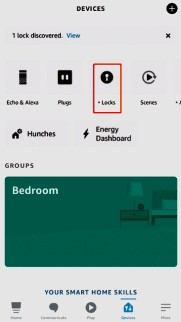 DEVICES
1 lock discovered. View
Echo & Alexa
Plugs
• Locks
Scenes
Hunches
Energy
Dashboard
GROUPS
Bedroom
YOUR SMART HOME SKILLS
Home
Communicate
Play
Devices
More